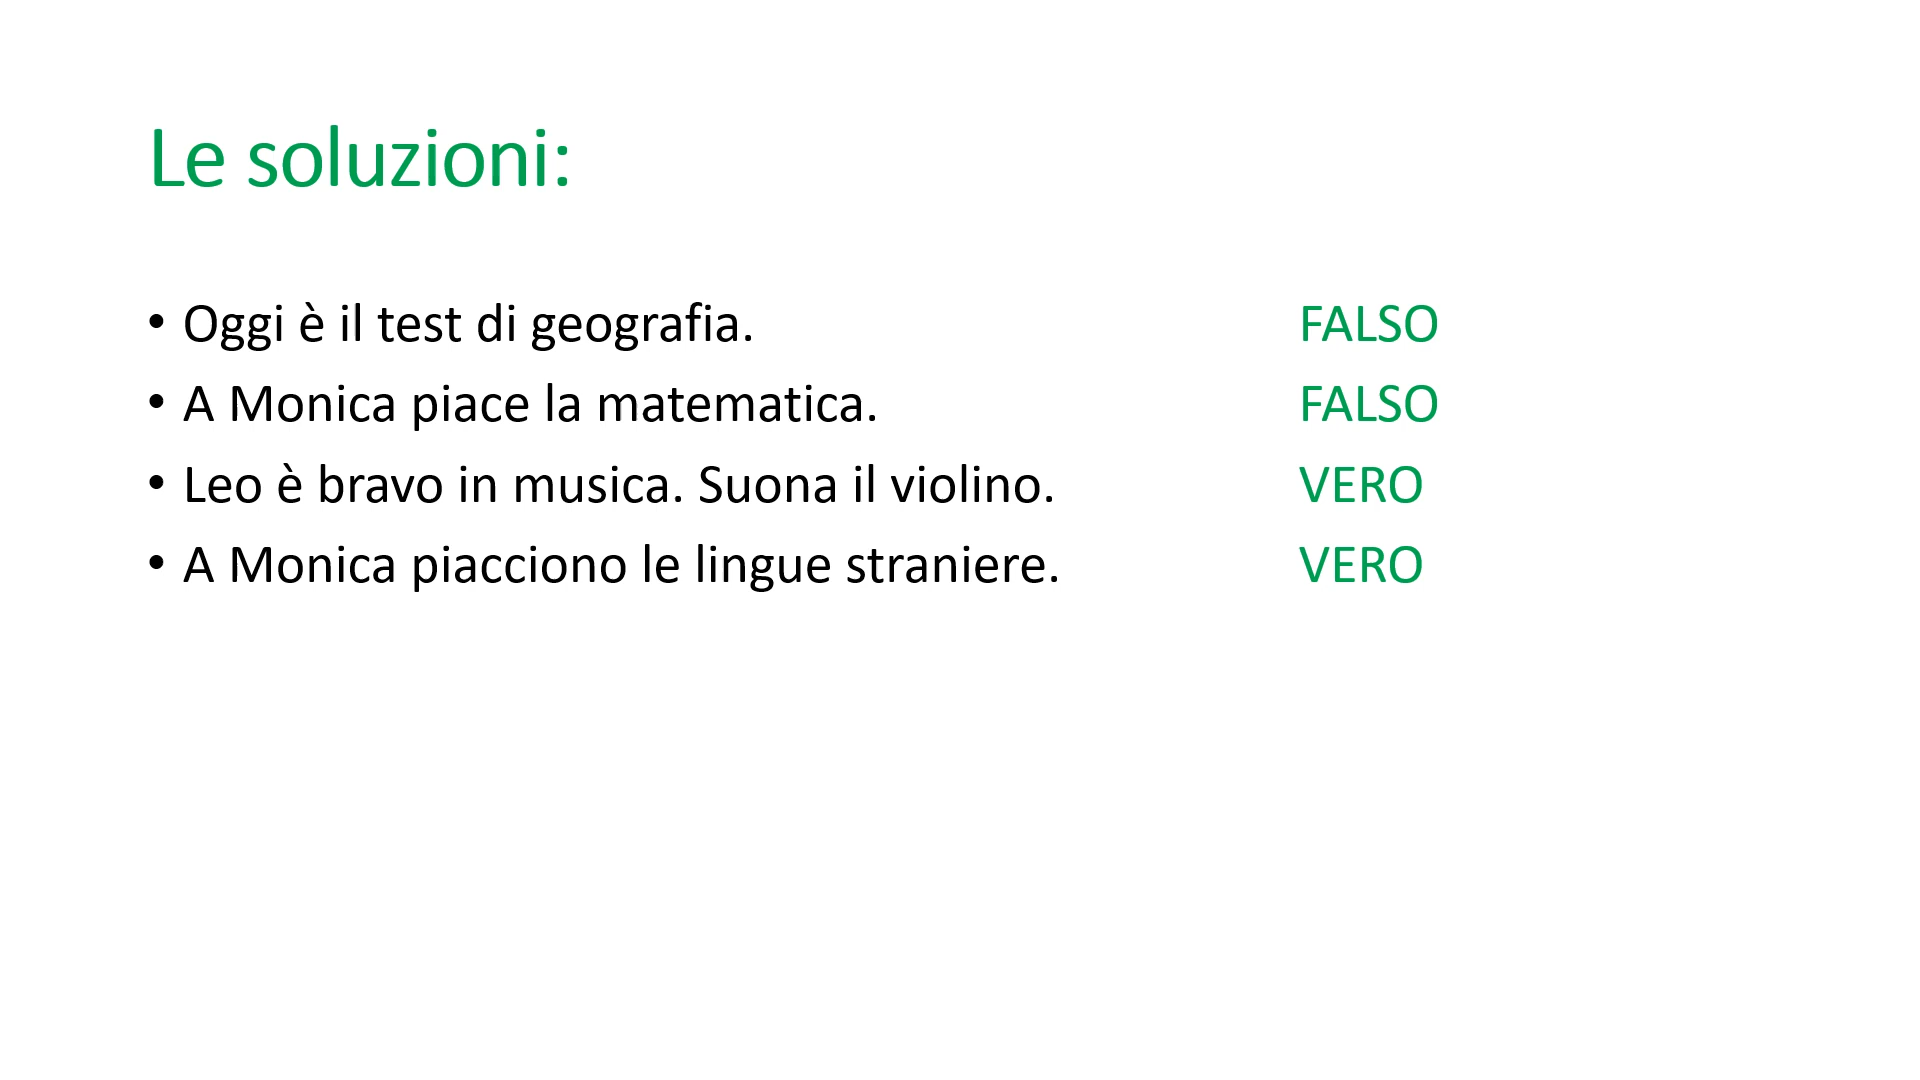 Le soluzioni:
• Oggi è il test di geografia. FALSO
• A Monica piace la matematica. FALSO
• Leo è bravo in musica. Suona il violino. VERO
• A Monica piacciono le lingue straniere. VERO